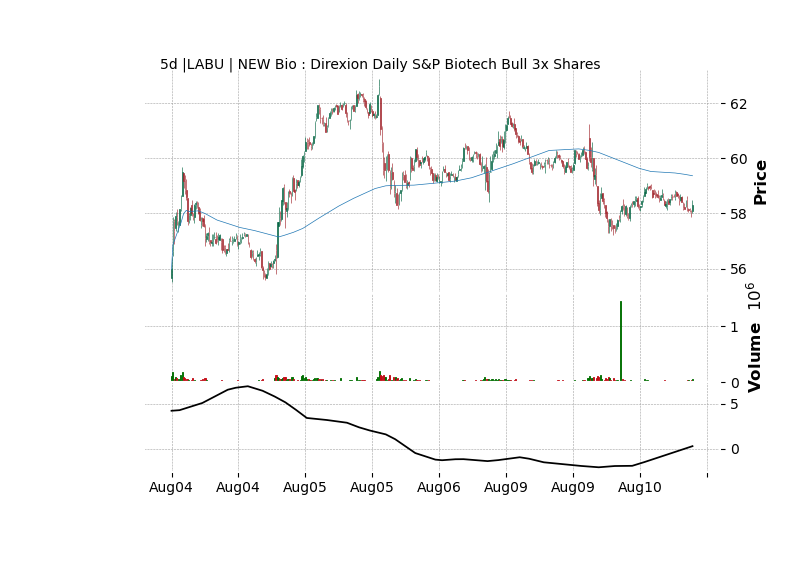 5d |LABU | NEW Bio : Direxion Daily S&P Biotech Bull 3x Shares
62
60
58
56
Price
10^6
1
0
Volume
5
0
Aug04 Aug04 Aug05 Aug05 Aug06 Aug09 Aug09 Aug10